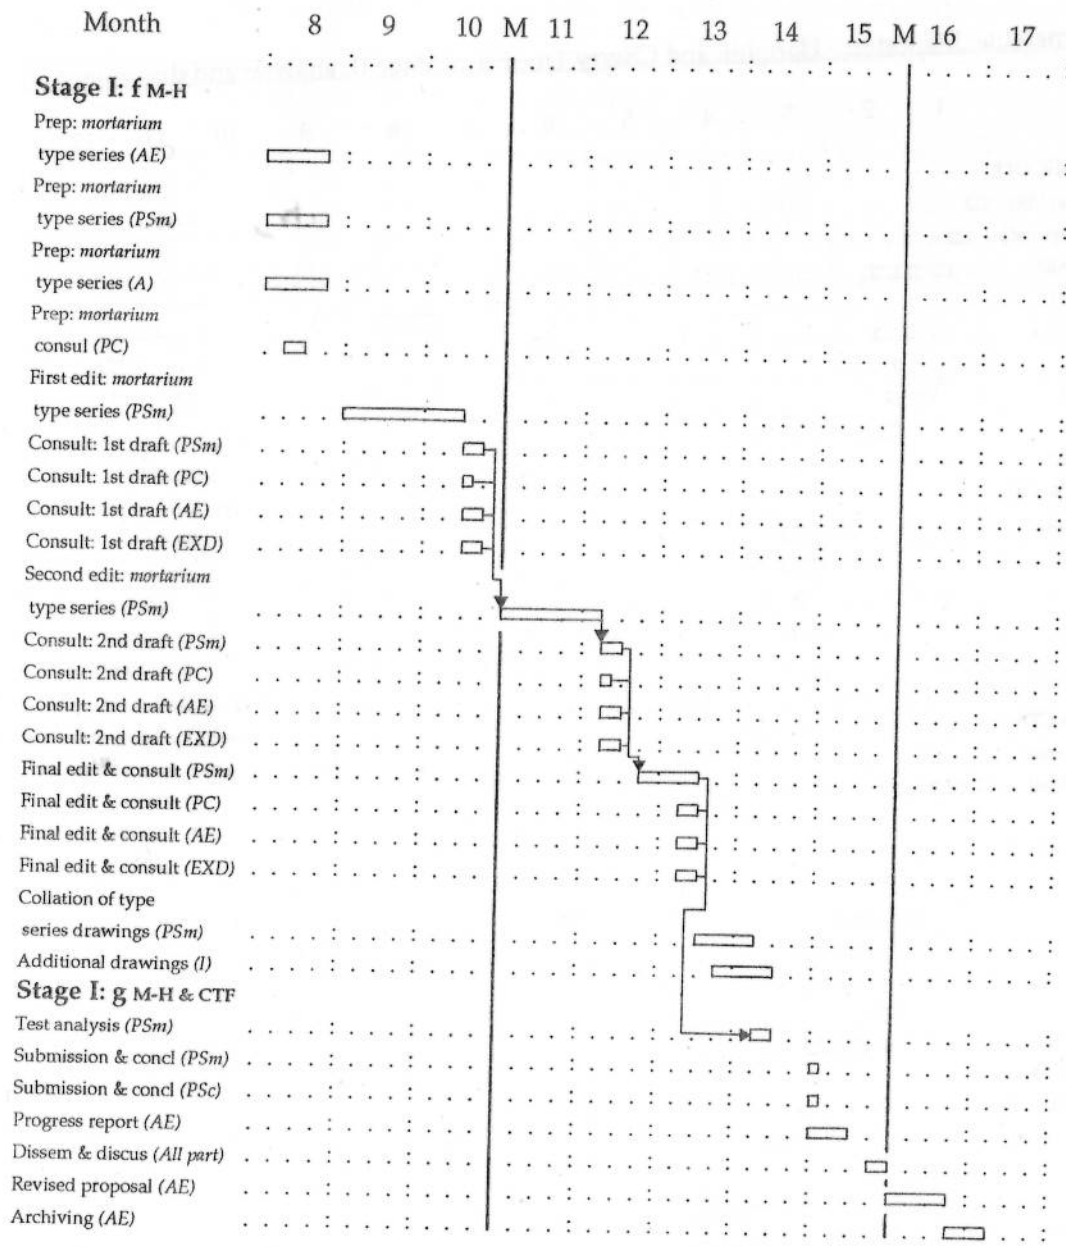 Month 8 9 10 M 11 12 13 14 15 M 16 17
Stage I: f M-H
Prep: mortarium
type series (AE)
Prep: mortarium
type series (PSm)
Prep: mortarium
type series (A)
Prep: mortarium
consul (PC)
First edit: mortarium
type series (PSm)
Consult: 1st draft (PSm)
Consult: 1st draft (PC)
Consult: 1st draft (AE)
Consult: 1st draft (EXD)
Second edit: mortarium
type series (PSm)
Consult: 2nd draft (PSm)
Consult: 2nd draft (PC)
Consult: 2nd draft (AE)
Consult: 2nd draft (EXD)
Final edit & consult (PSm)
Final edit & consult (PC)
Final edit & consult (AE)
Final edit & consult (EXD)
Collation of type
series drawings (PSm)
Additional drawings (I)
Stage I: g M-H & CTF
Test analysis (PSm)
Submission & concl (PSm)
Submission & concl (PSc)
Progress report (AE)
Dissem & discus (All part)
Revised proposal (AE)
Archiving (AE)